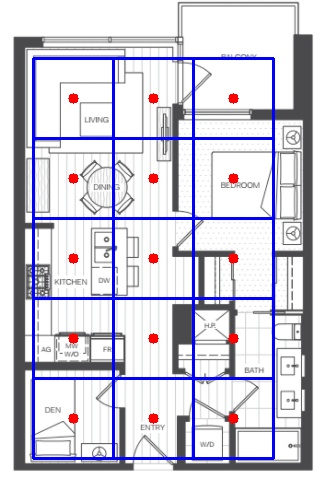 BALCONY
LIVING
DINING
BEDROOM
KITCHEN
DW
H.P.
AG
MW
W/O
FR
BATH
DEN
ENTRY
W/D